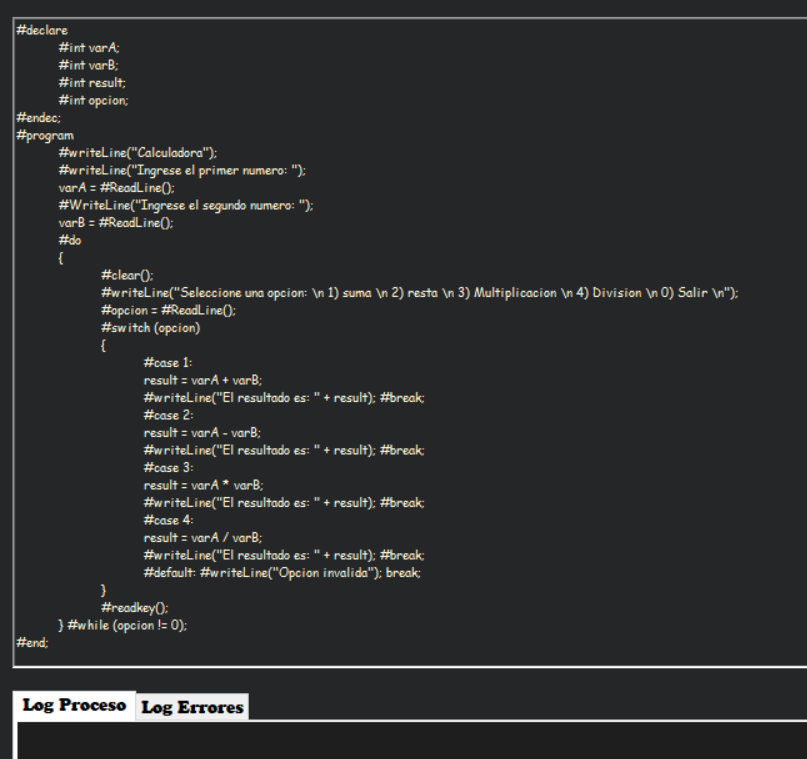 #declare
#int varA;
#int varB;
#int result;
#int opcion;
#endec;
#program
#writeLine("Calculadora");
#writeLine("Ingrese el primer numero: ");
varA = #ReadLine();
#WriteLine("Ingrese el segundo numero: ");
varB = #ReadLine();
#do
{
#clear();
#writeLine("Seleccione una opcion: \n 1) suma \n 2) resta \n 3) Multiplicacion \n 4) Division \n 0) Salir \n");
#opcion = #ReadLine();
#switch (opcion)
{
#case 1:
result = varA + varB;
#writeLine("El resultado es: " + result); #break;
#case 2:
result = varA - varB;
#writeLine("El resultado es: " + result); #break;
#case 3:
result = varA * varB;
#writeLine("El resultado es: " + result); #break;
#case 4:
result = varA / varB;
#writeLine("El resultado es: " + result); #break;
#default: #writeLine("Opcion invalida"); break;
}
#readkey();
} #while (opcion != 0);
#end;
Log Proceso Log Errores